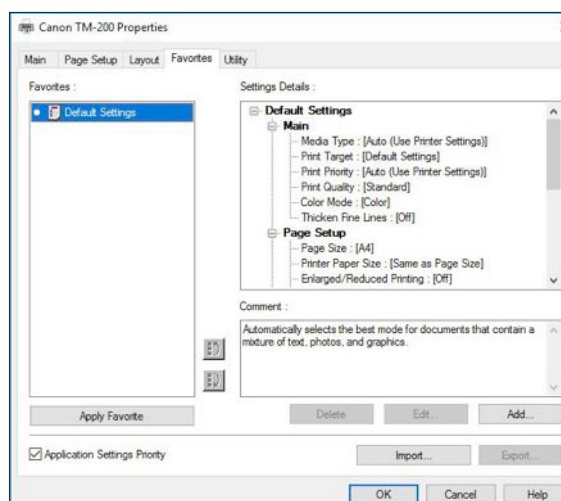 Canon TM-200 Properties
Main Page Setup Layout Favorites Utility
Favorites :
Default Settings
Settings Details :
Default Settings
Main
Media Type : [Auto (Use Printer Settings)]
Print Target : [Default Settings]
Print Priority : [Auto (Use Printer Settings)]
Print Quality : [Standard]
Color Mode : [Color]
Thicken Fine Lines : [Off]
Page Setup
Page Size : [A4]
Printer Paper Size : [Same as Page Size]
Enlarged/Reduced Printing : [Off]
Comment :
Automatically selects the best mode for documents that contain a
mixture of text, photos, and graphics.
Apply Favorite
Delete Edit... Add...
Application Settings Priority
Import... Export...
OK Cancel Help